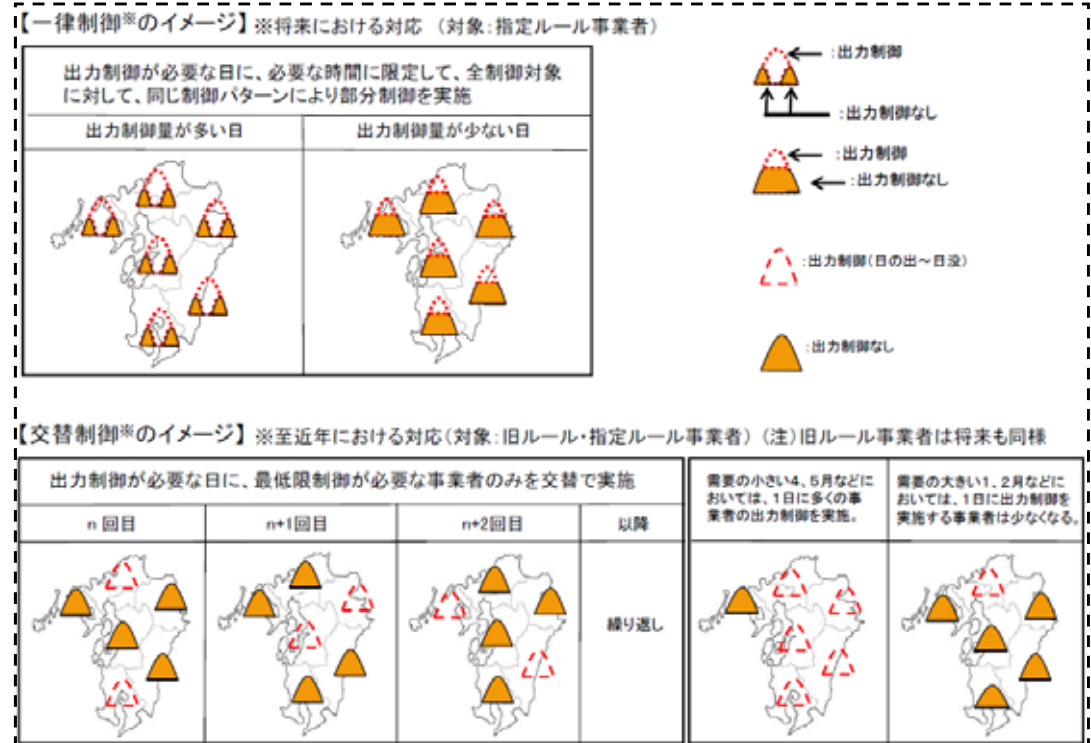 【一律制御※のイメージ】 ※将来における対応 （対象：指定ルール事業者）
出力制御が必要な日に、必要な時間に限定して、全制御対象
に対して、同じ制御パターンにより部分制御を実施
出力制御量が多い日
出力制御量が少ない日
：出力制御
：出力制御なし
：出力制御
：出力制御なし
：出力制御（日の出～日没）
：出力制御なし
【交替制御※のイメージ】 ※至近年における対応（対象：旧ルール・指定ルール事業者） （注）旧ルール事業者は将来も同様
出力制御が必要な日に、最低限制御が必要な事業者のみを交替で実施
n 回目
n+1回目
n+2回目
以降
繰り返し
需要の小さい4、5月などに
おいては、1日に多くの事
業者の出力制御を実施。
需要の大きい1、2月などに
おいては、1日に出力制御を
実施する事業者は少なくなる。